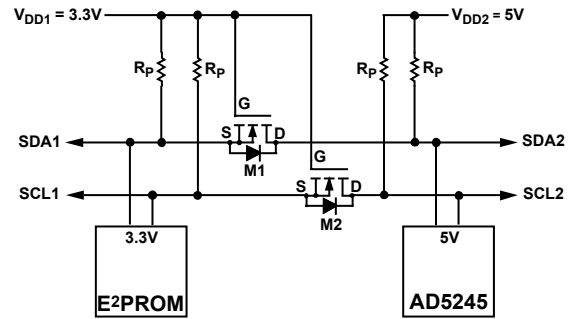 VDD1 = 3.3V
VDD2 = 5V
RP
RP
RP
RP
G
SDA1
S
D
SDA2
M1
G
SCL1
S
D
SCL2
M2
3.3V
E2PROM
5V
AD5245